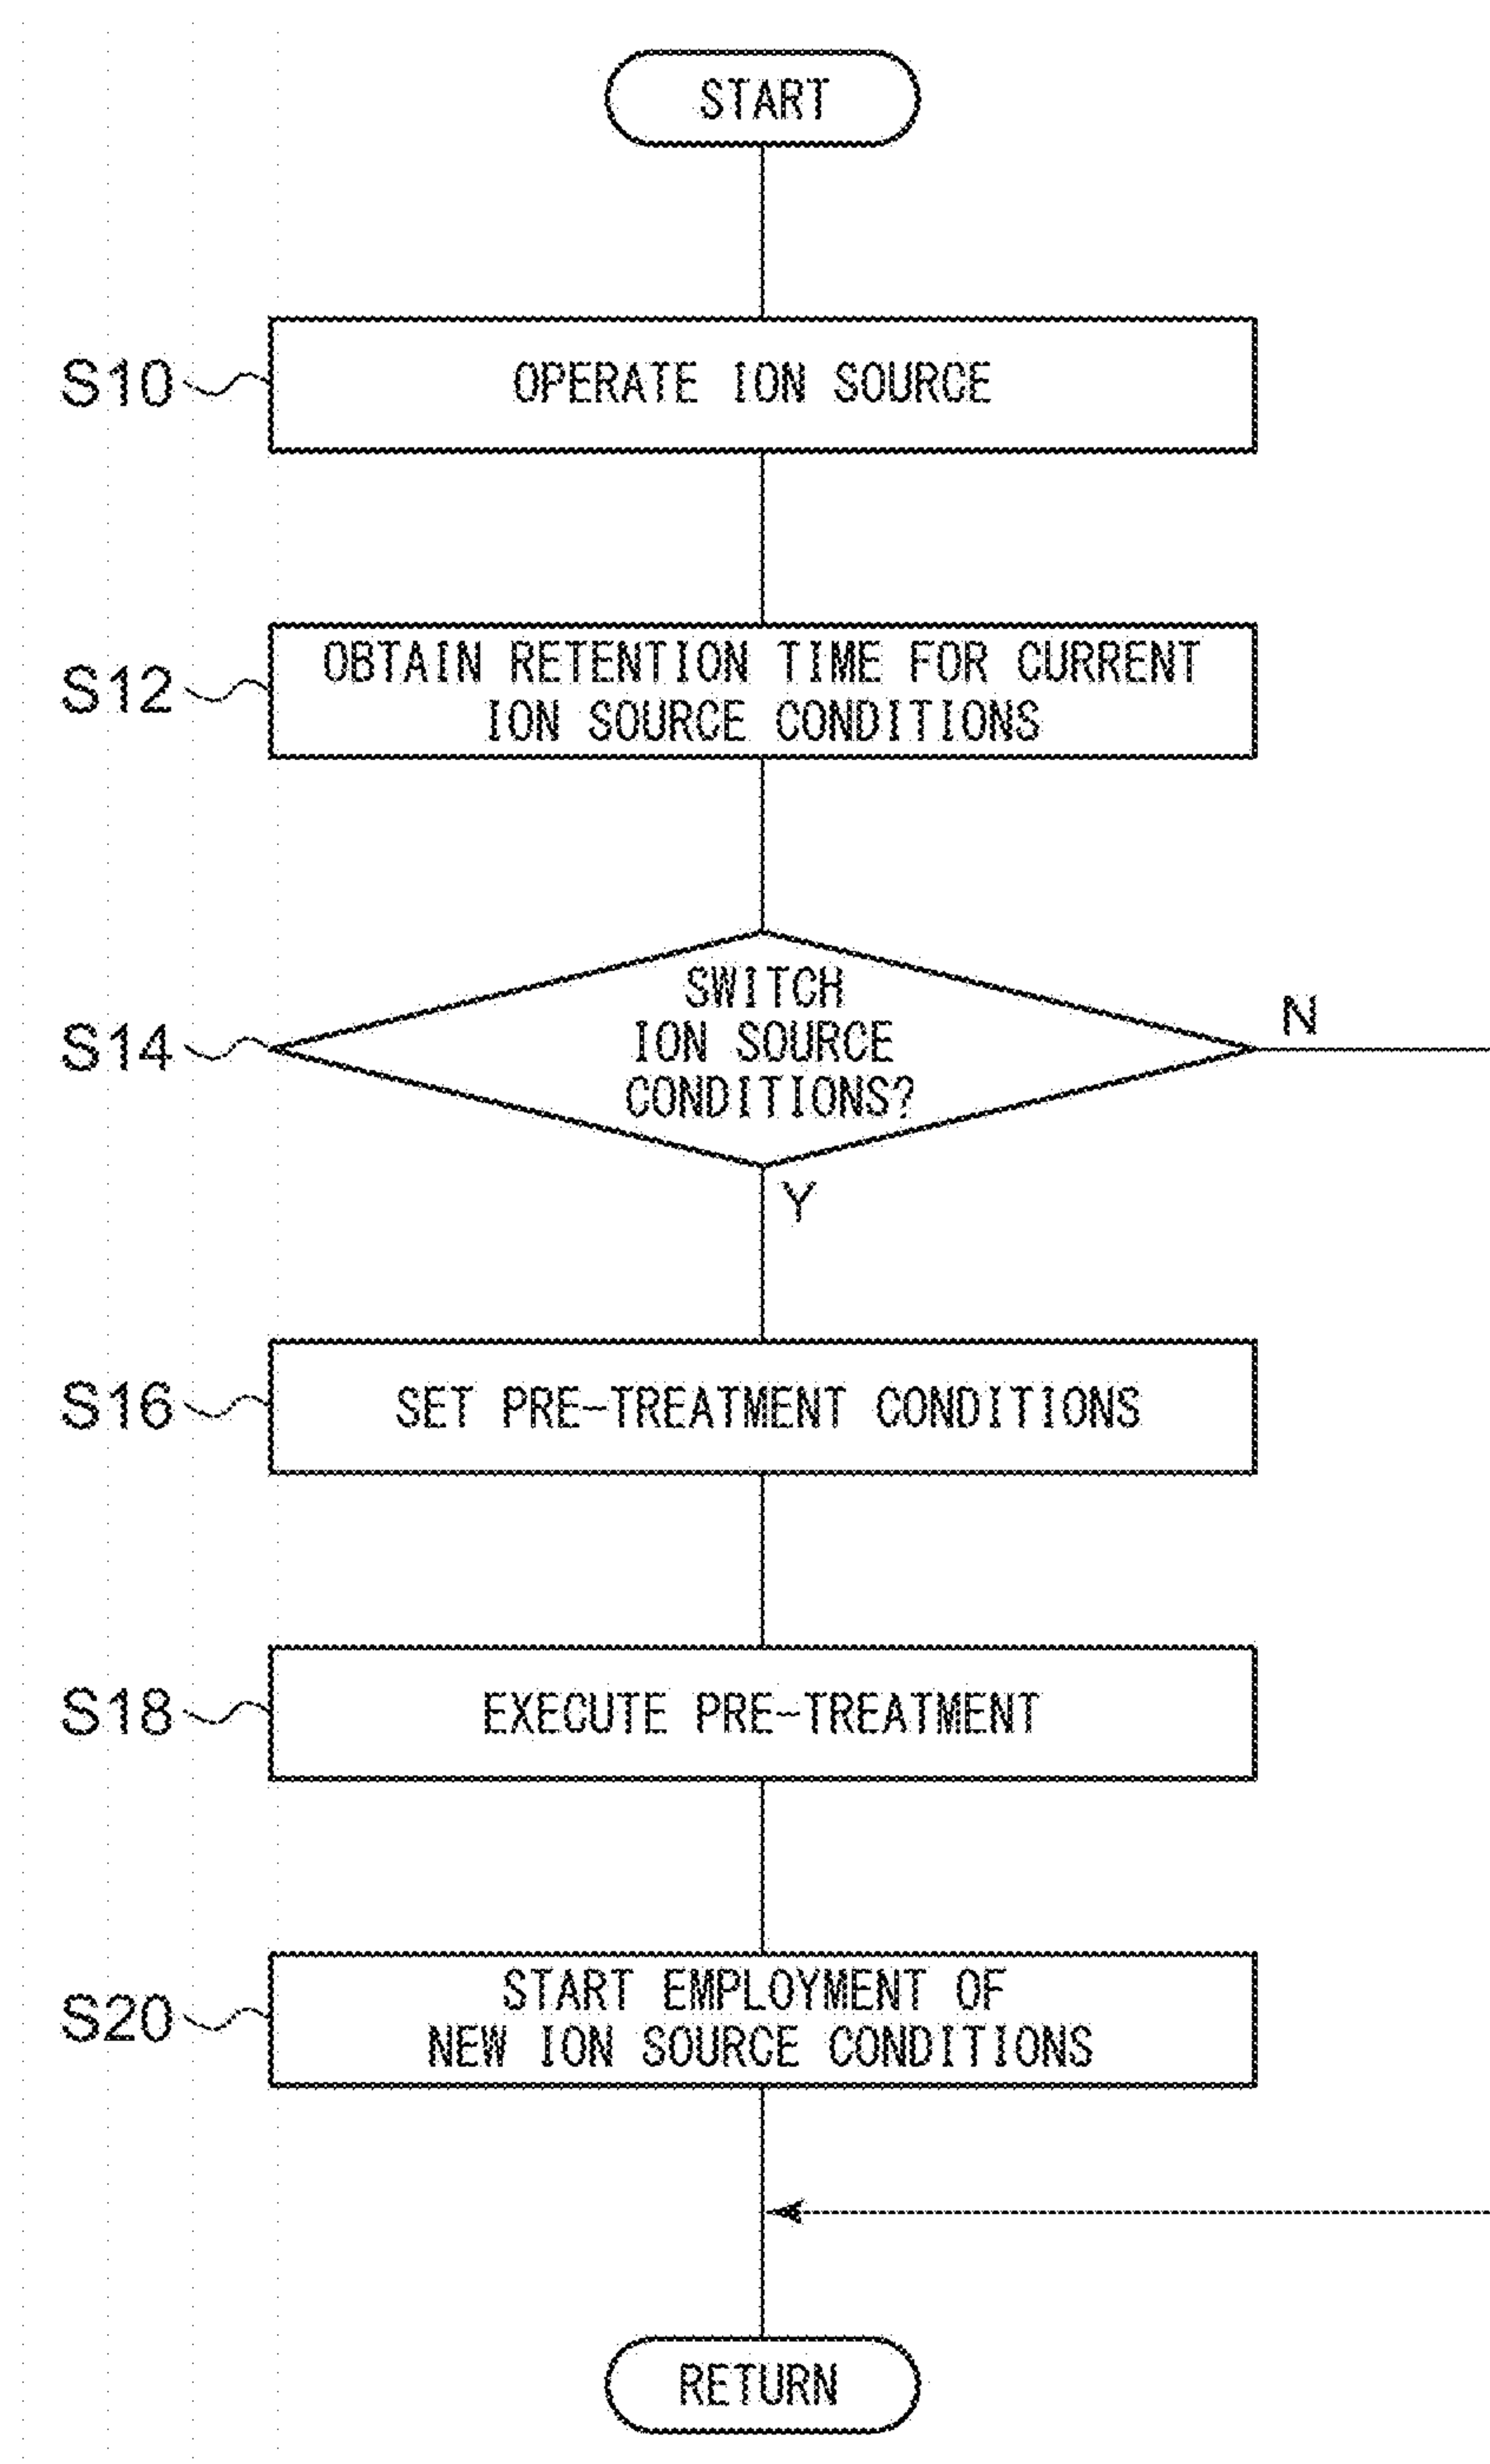 START
S10
OPERATE ION SOURCE
S12
OBTAIN RETENTION TIME FOR CURRENT
ION SOURCE CONDITIONS
S14
SWITCH
ION SOURCE
CONDITIONS?
N
Y
S16
SET PRE-TREATMENT CONDITIONS
S18
EXECUTE PRE-TREATMENT
S20
START EMPLOYMENT OF
NEW ION SOURCE CONDITIONS
RETURN